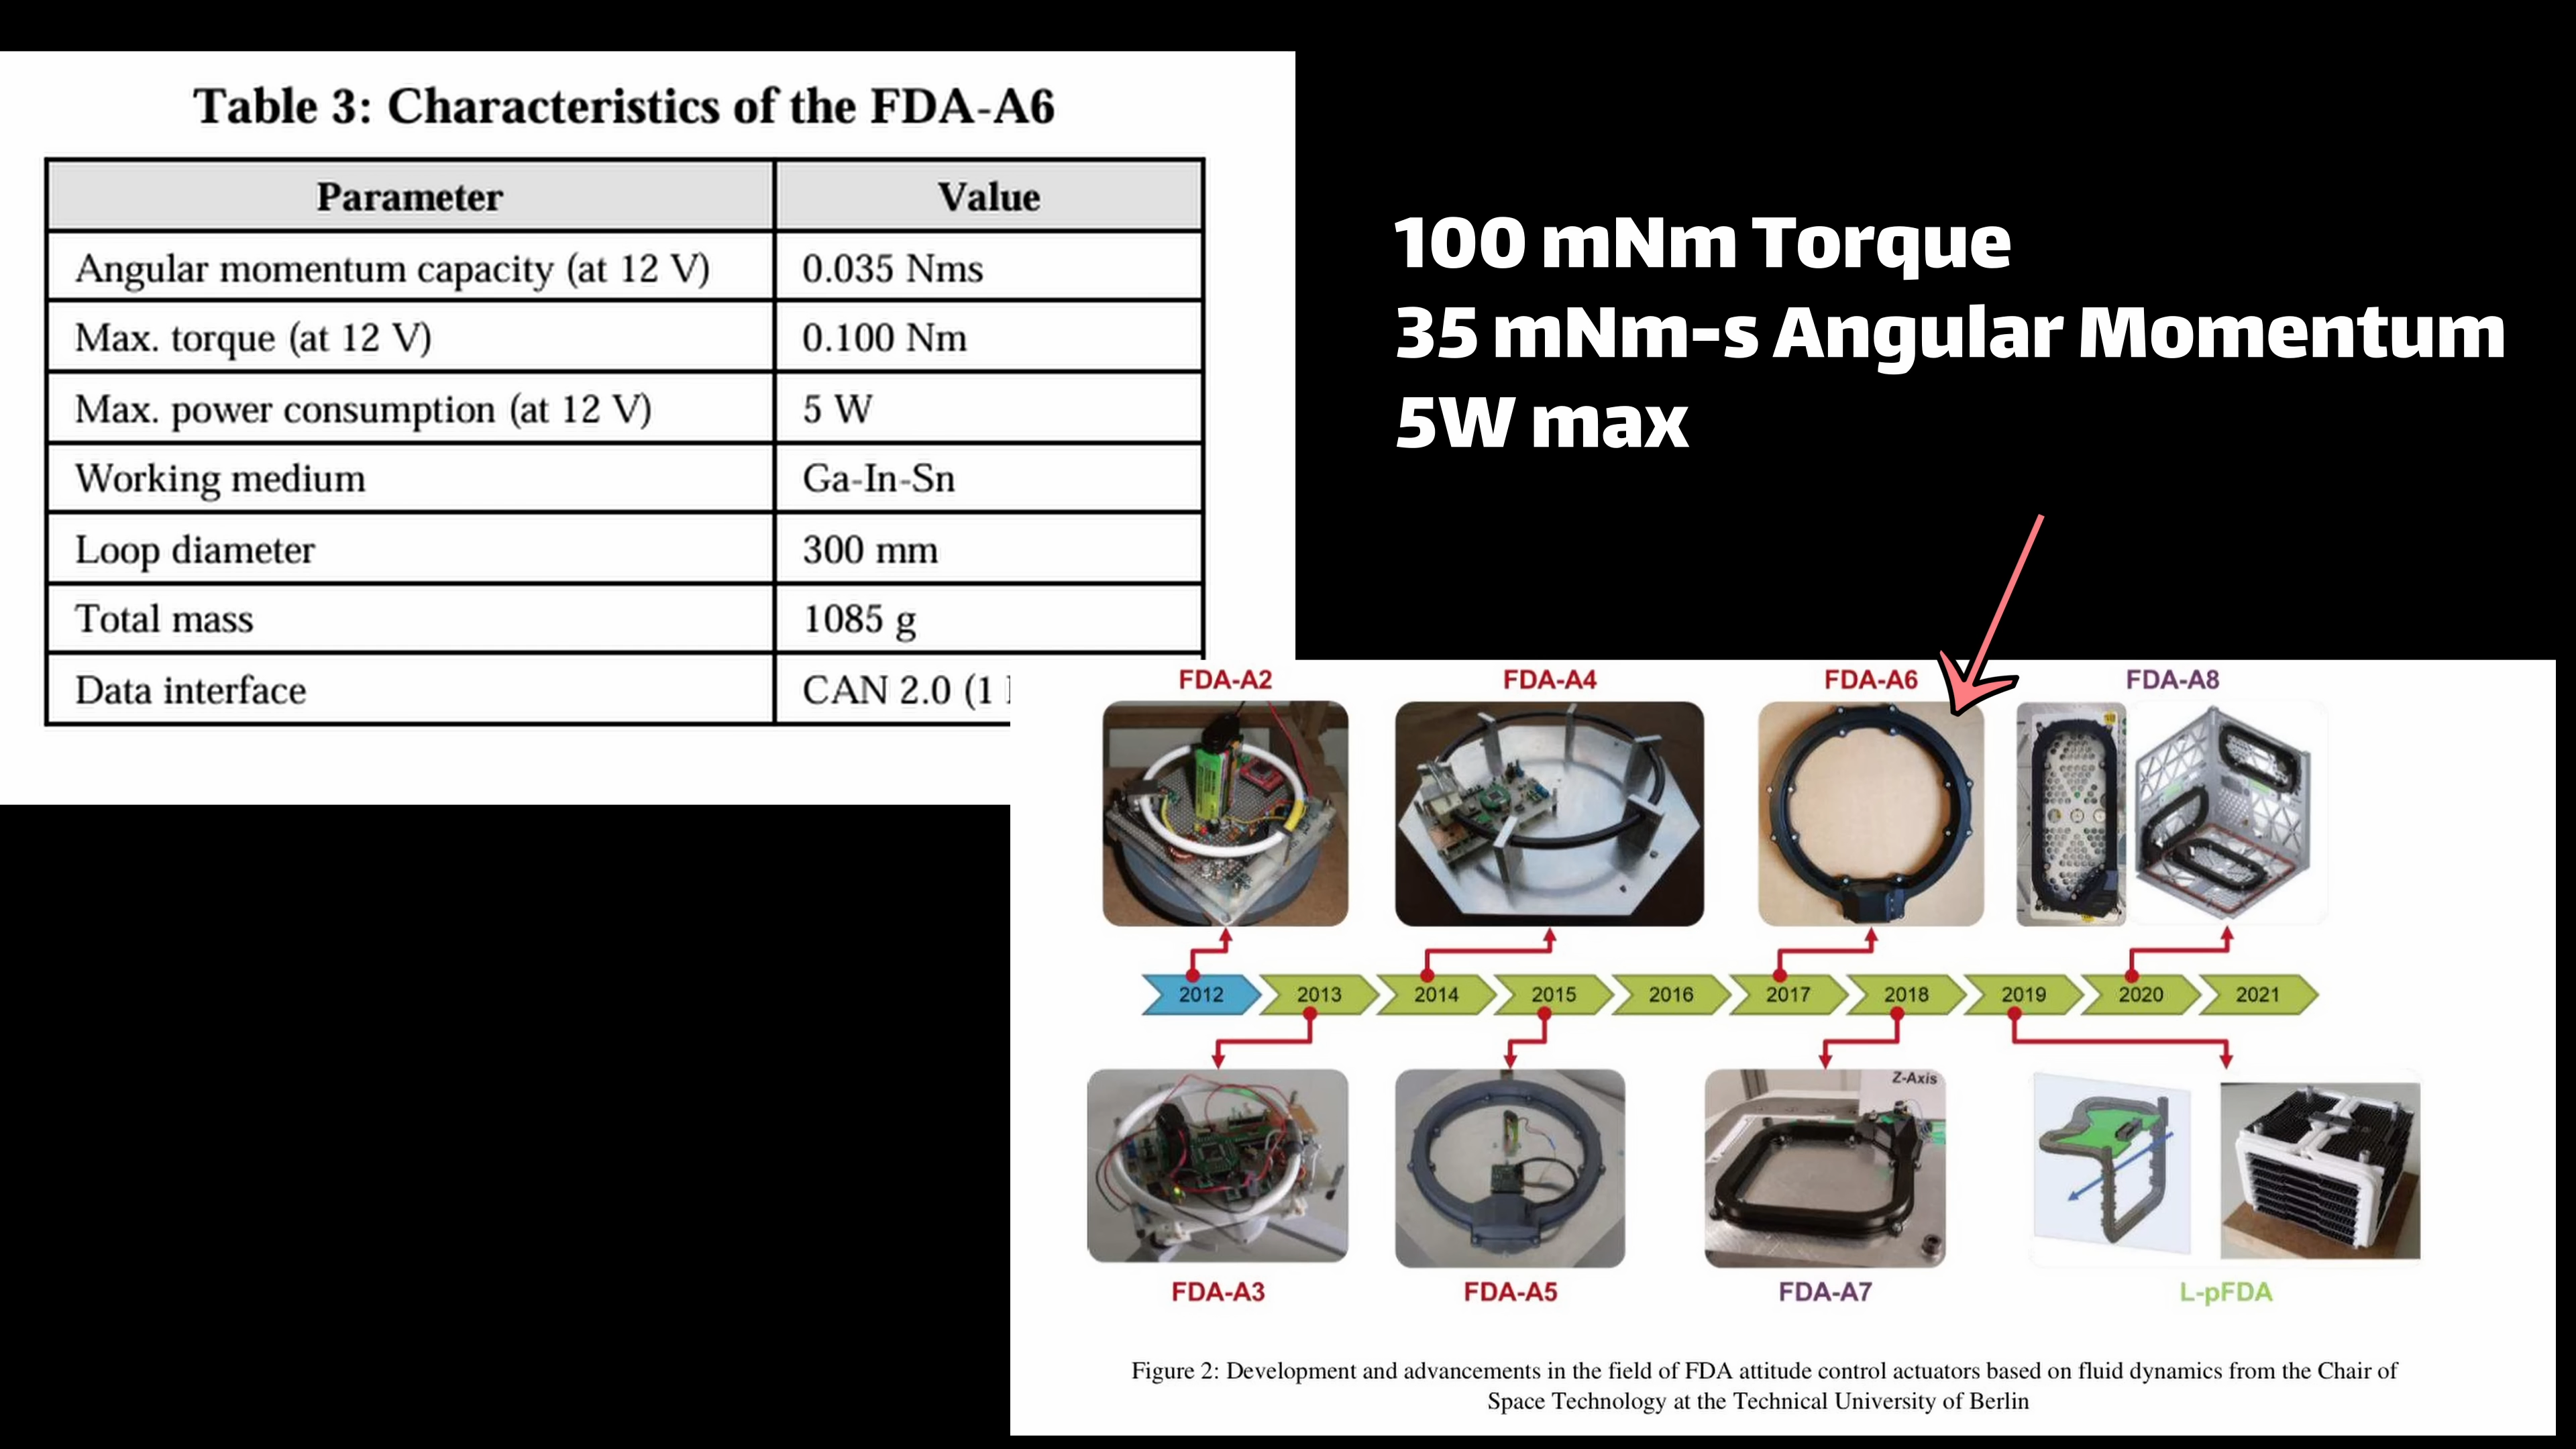 Table 3: Characteristics of the FDA-A6
Parameter Value
Angular momentum capacity (at 12 V) 0.035 Nms
Max. torque (at 12 V) 0.100 Nm
Max. power consumption (at 12 V) 5 W
Working medium Ga-In-Sn
Loop diameter 300 mm
Total mass 1085 g
Data interface CAN 2.0 (1
100 mNm Torque
35 mNm-s Angular Momentum
5W max
FDA-A2 FDA-A4 FDA-A6 FDA-A8
2012 2013 2014 2015 2016 2017 2018 2019 2020 2021
Z-Axis
FDA-A3 FDA-A5 FDA-A7 L-pFDA
Figure 2: Development and advancements in the field of FDA attitude control actuators based on fluid dynamics from the Chair of
Space Technology at the Technical University of Berlin